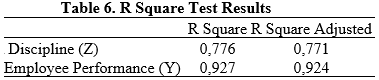 Table 6. R Square Test Results
R Square R Square Adjusted
Discipline (Z) 0,776 0,771
Employee Performance (Y) 0,927 0,924